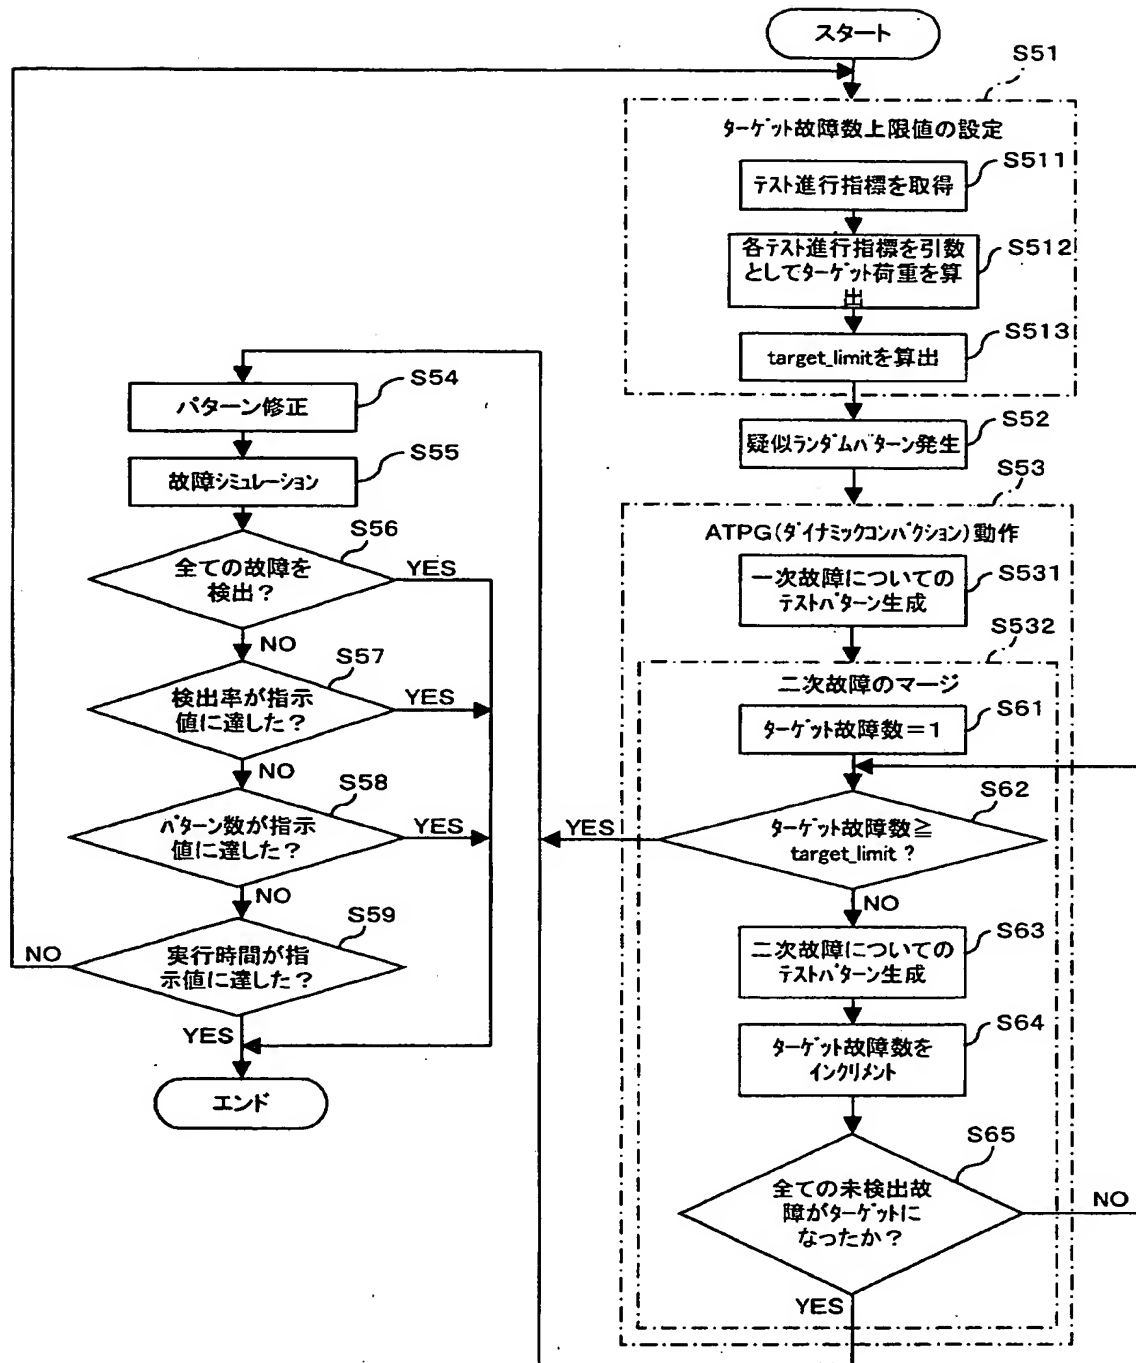 スタート
S51
ターゲット故障数上限値の設定
S511
テスト進行指標を取得
S512
各テスト進行指標を引数
としてターゲット荷重を算
出
S513
target_limitを算出
S52
疑似ランダムパターン発生
S53
ATPG(ダイナミックコンパクション)動作
S531
一次故障についての
テストパターン生成
S532
二次故障のマージ
S61
ターゲット故障数=1
S62
ターゲット故障数≧
target_limit ?
YES
NO
S63
二次故障についての
テストパターン生成
S64
ターゲット故障数を
インクリメント
S65
全ての未検出故
障がターゲットに
なったか?
NO
YES
S54
パターン修正
S55
故障シミュレーション
S56
全ての故障を
検出?
YES
NO
S57
検出率が指示
値に達した?
YES
NO
S58
パターン数が指示
値に達した?
YES
NO
S59
実行時間が指
示値に達した?
NO
YES
エンド